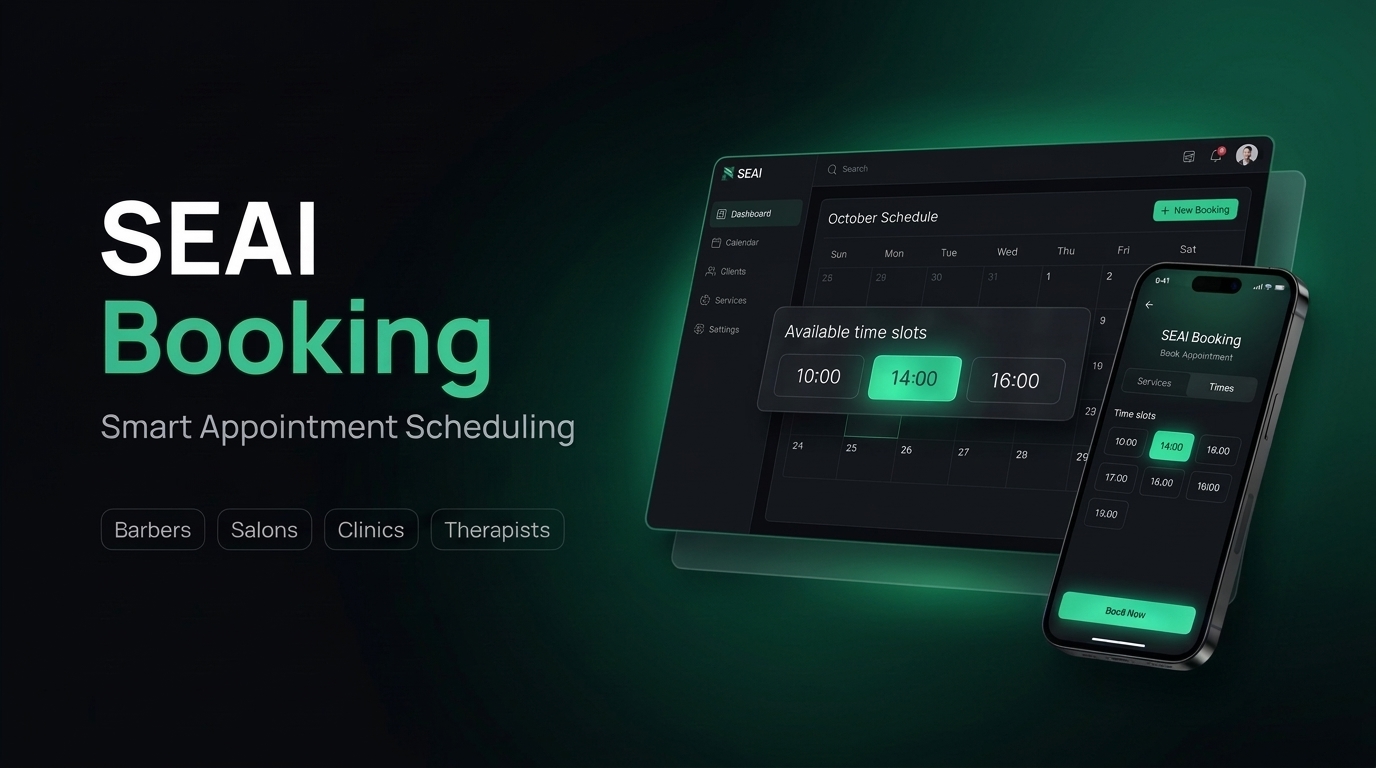 SEAI
Booking
Smart Appointment Scheduling
Barbers
Salons
Clinics
Therapists
SEAI
Search
Dashboard
Calendar
Clients
Services
Settings
October Schedule
+ New Booking
Sun Mon Tue Wed Thu Fri Sat
28 29 30 31 1 2
9
19
23
24 25 26 27 28 29
Available time slots
10:00 14:00 16:00
SEAI Booking
Book Appointment
Services Times
Time slots
10:00 14:00 16.00
17.00 16.00
19.00
Now